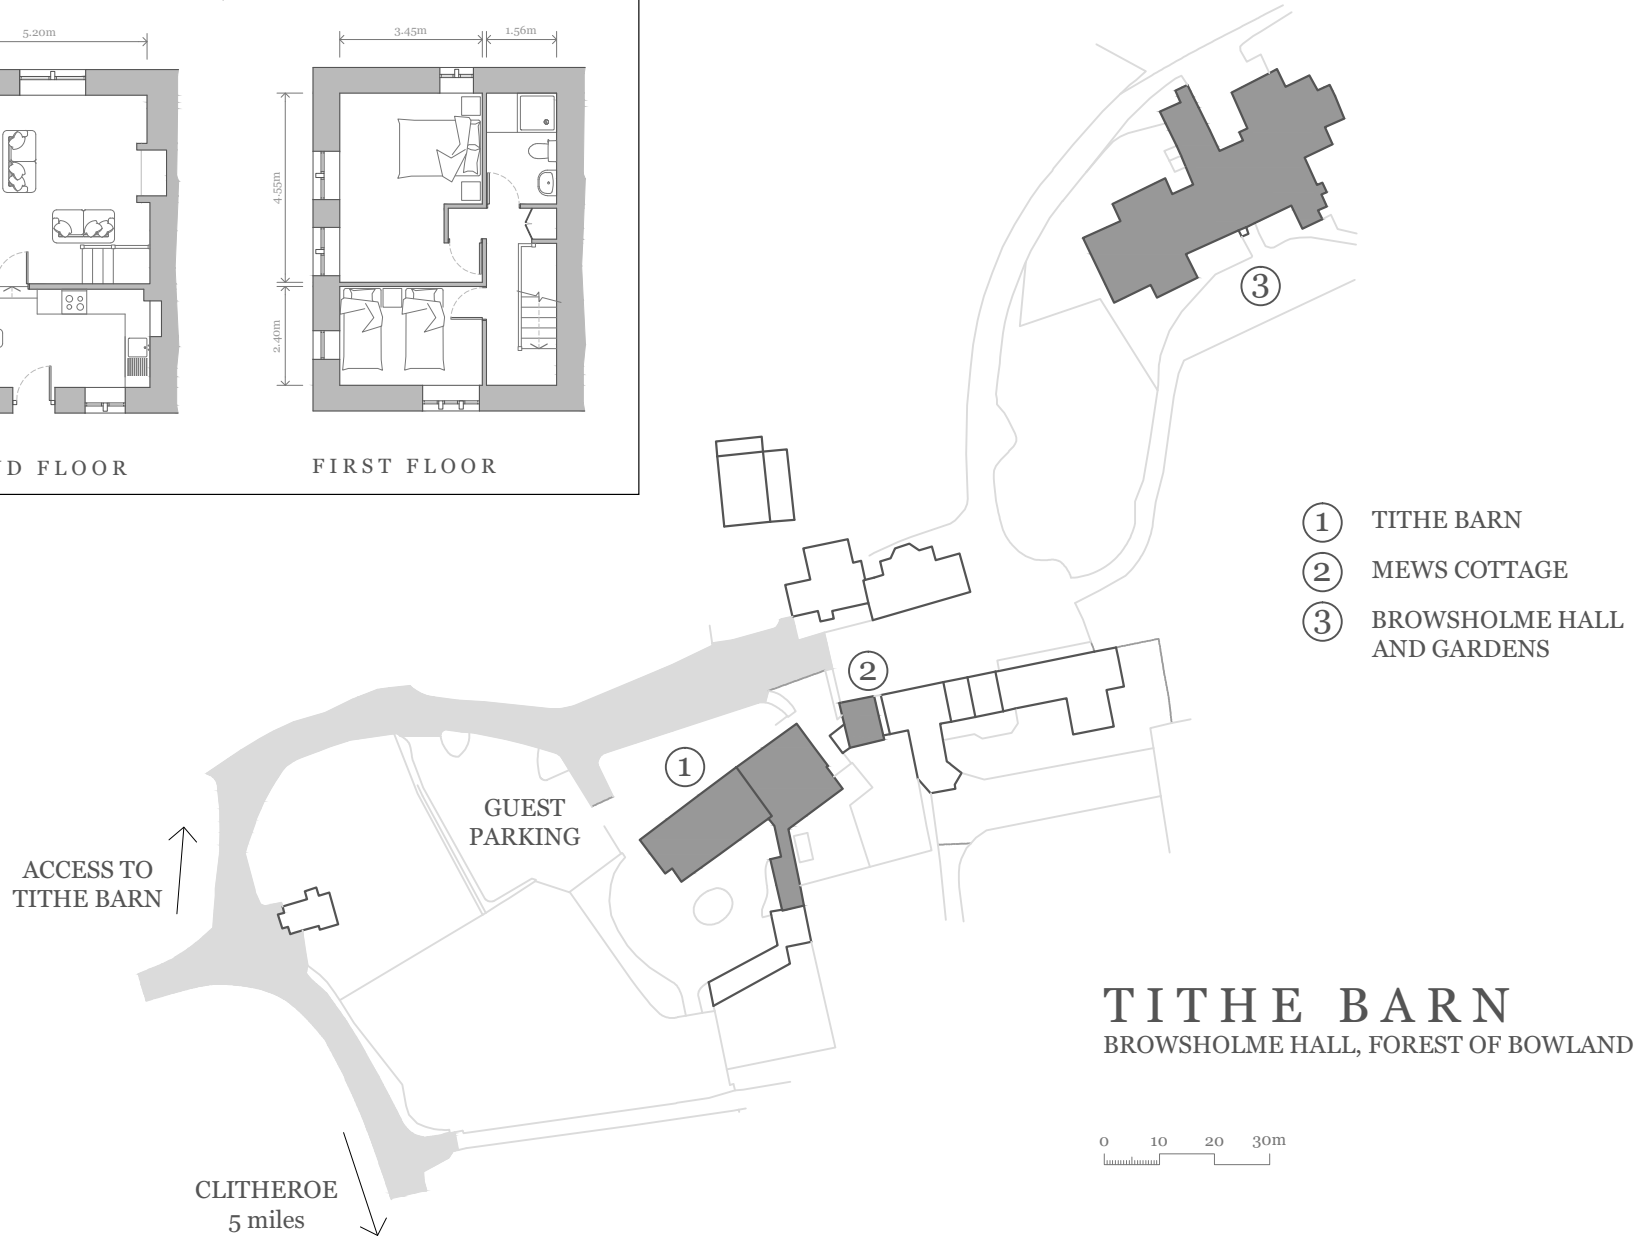 5.20m
3.45m
1.56m
4.55m
2.40m
D FLOOR
FIRST FLOOR
3
1
TITHE BARN
2
MEWS COTTAGE
3
BROWSHOLME HALL
AND GARDENS
2
1
GUEST
PARKING
ACCESS TO
TITHE BARN
TITHE BARN
BROWSHOLME HALL, FOREST OF BOWLAND
0 10 20 30m
CLITHEROE
5 miles